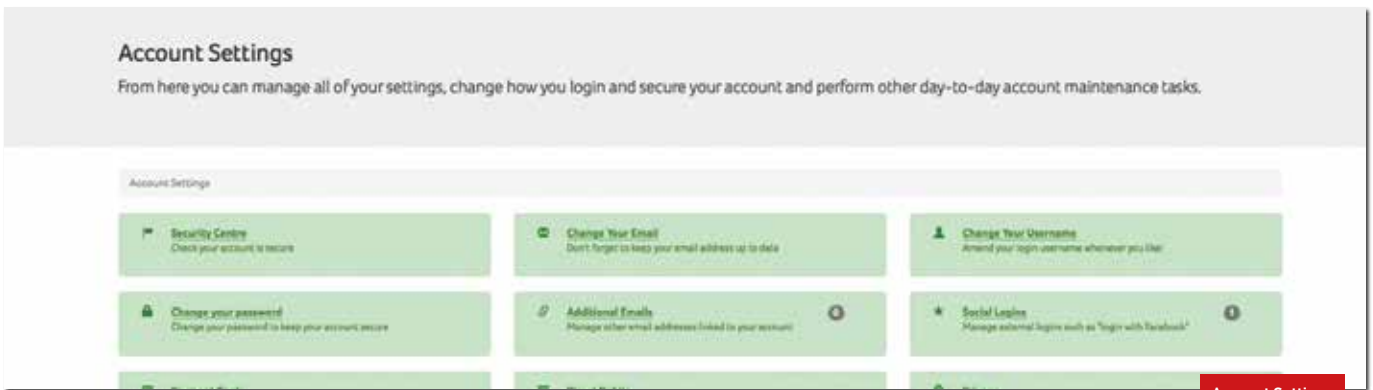 Account Settings
From here you can manage all of your settings, change how you login and secure your account and perform other day-to-day account maintenance tasks.
Account Settings
Security Centre
Check your account is secure
Change Your Email
Don't forget to keep your email address up to date
Change Your Username
Amend your login username whenever you like!
Change your password
Change your password to keep your account secure
Additional Emails
Manage other email addresses linked to your account
Social Logins
Manage external logins such as "login with Facebook"